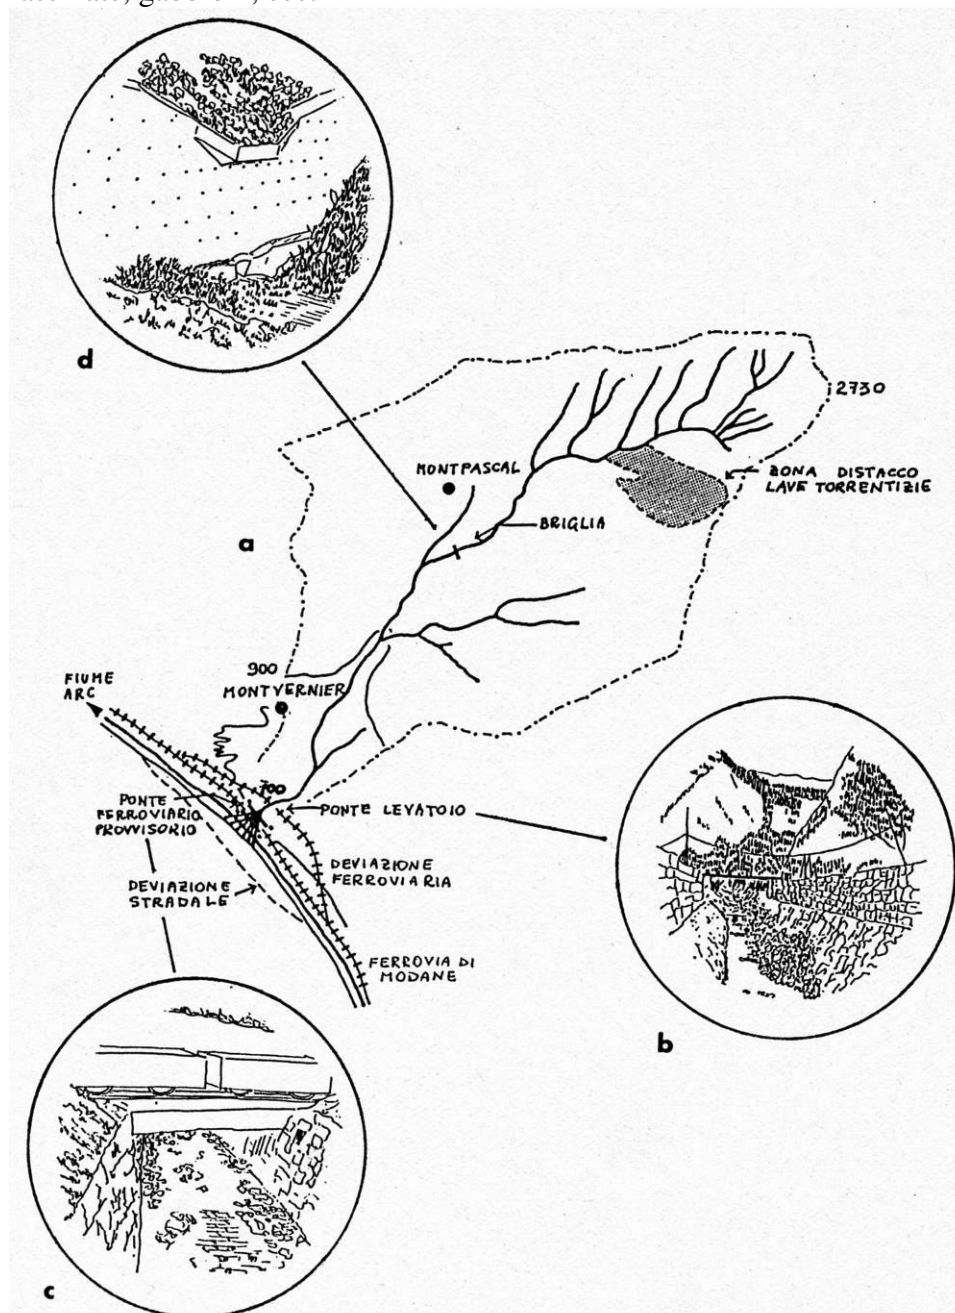 d
2730
MONTPASCAL
ZONA DISTACCO
LAVE TORRENTIZIE
BRIGLIA
a
900
FIUME
ARC
MONTVERNIER
700
PONTE
FERROVIARIO
PROVVISORIO
PONTE LEVATOIO
DEVIAZIONE
FERROVIARIA
DEVIAZIONE
STRADALE
FERROVIA DI
MODANE
b
c